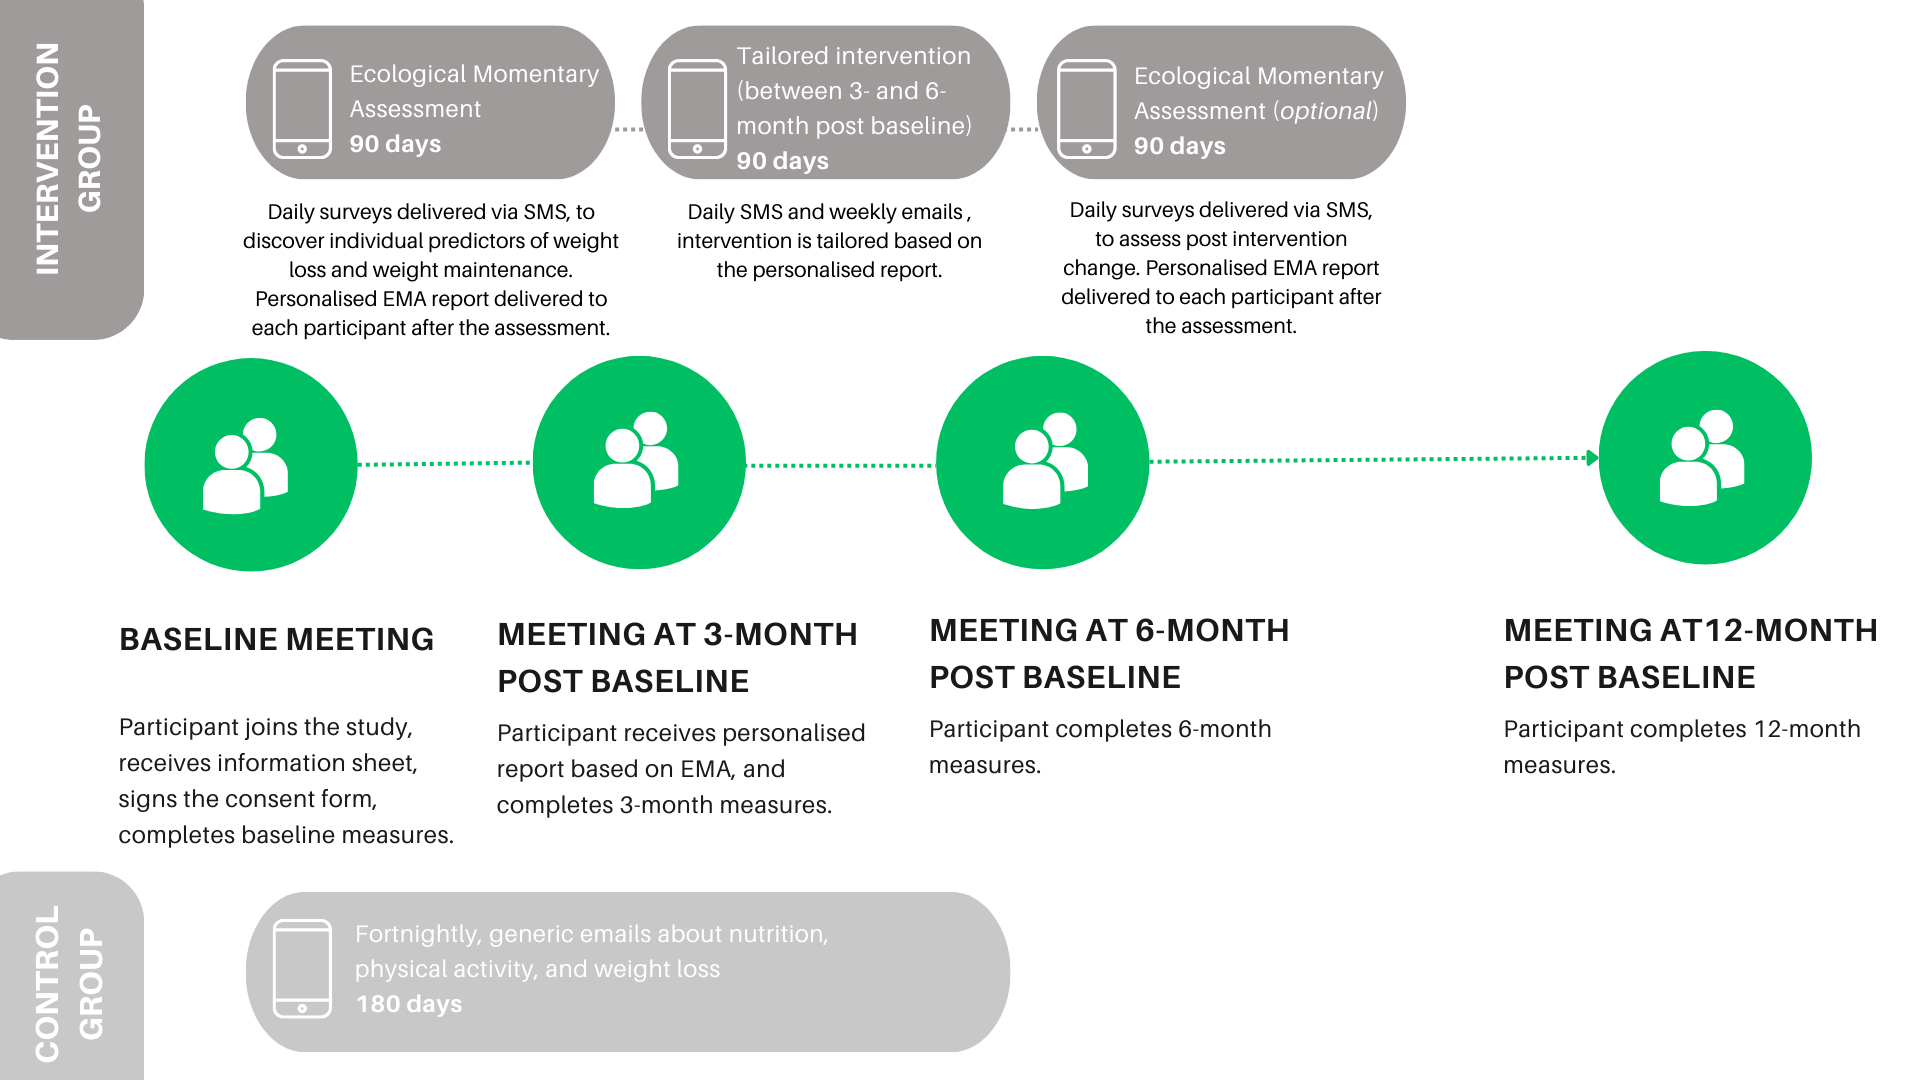 INTERVENTION
GROUP
Ecological Momentary
Assessment
90 days
Tailored intervention
(between 3- and 6-
month post baseline)
90 days
Ecological Momentary
Assessment (optional)
90 days
Daily surveys delivered via SMS, to
discover individual predictors of weight
loss and weight maintenance.
Personalised EMA report delivered to
each participant after the assessment.
Daily SMS and weekly emails ,
intervention is tailored based on
the personalised report.
Daily surveys delivered via SMS,
to assess post intervention
change. Personalised EMA report
delivered to each participant after
the assessment.
BASELINE MEETING
Participant joins the study,
receives information sheet,
signs the consent form,
completes baseline measures.
MEETING AT 3-MONTH
POST BASELINE
Participant receives personalised
report based on EMA, and
completes 3-month measures.
MEETING AT 6-MONTH
POST BASELINE
Participant completes 6-month
measures.
MEETING AT12-MONTH
POST BASELINE
Participant completes 12-month
measures.
CONTROL
GROUP
Fortnightly, generic emails about nutrition,
physical activity, and weight loss
180 days